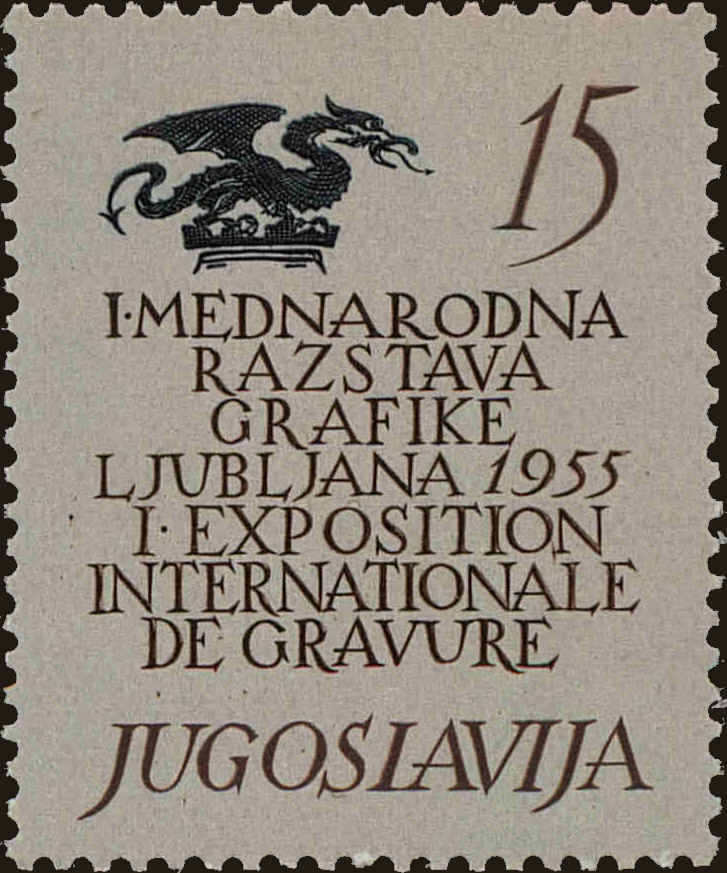 15
I·MEDNARODNA
RAZSTAVA
GRAFIKE
LJUBLJANA 1955
I·EXPOSITION
INTERNATIONALE
DE GRAVURE
JUGOSLAVIJA